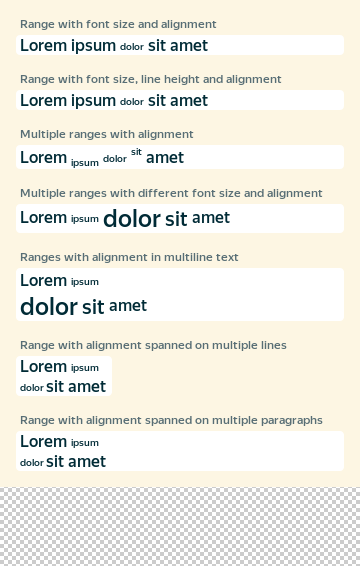 Range with font size and alignment
Lorem ipsum dolor sit amet
Range with font size, line height and alignment
Lorem ipsum dolor sit amet
Multiple ranges with alignment
Lorem ipsum dolor sit amet
Multiple ranges with different font size and alignment
Lorem ipsum dolor sit amet
Ranges with alignment in multiline text
Lorem ipsum
dolor sit amet
Range with alignment spanned on multiple lines
Lorem ipsum
dolor sit amet
Range with alignment spanned on multiple paragraphs
Lorem ipsum
dolor sit amet